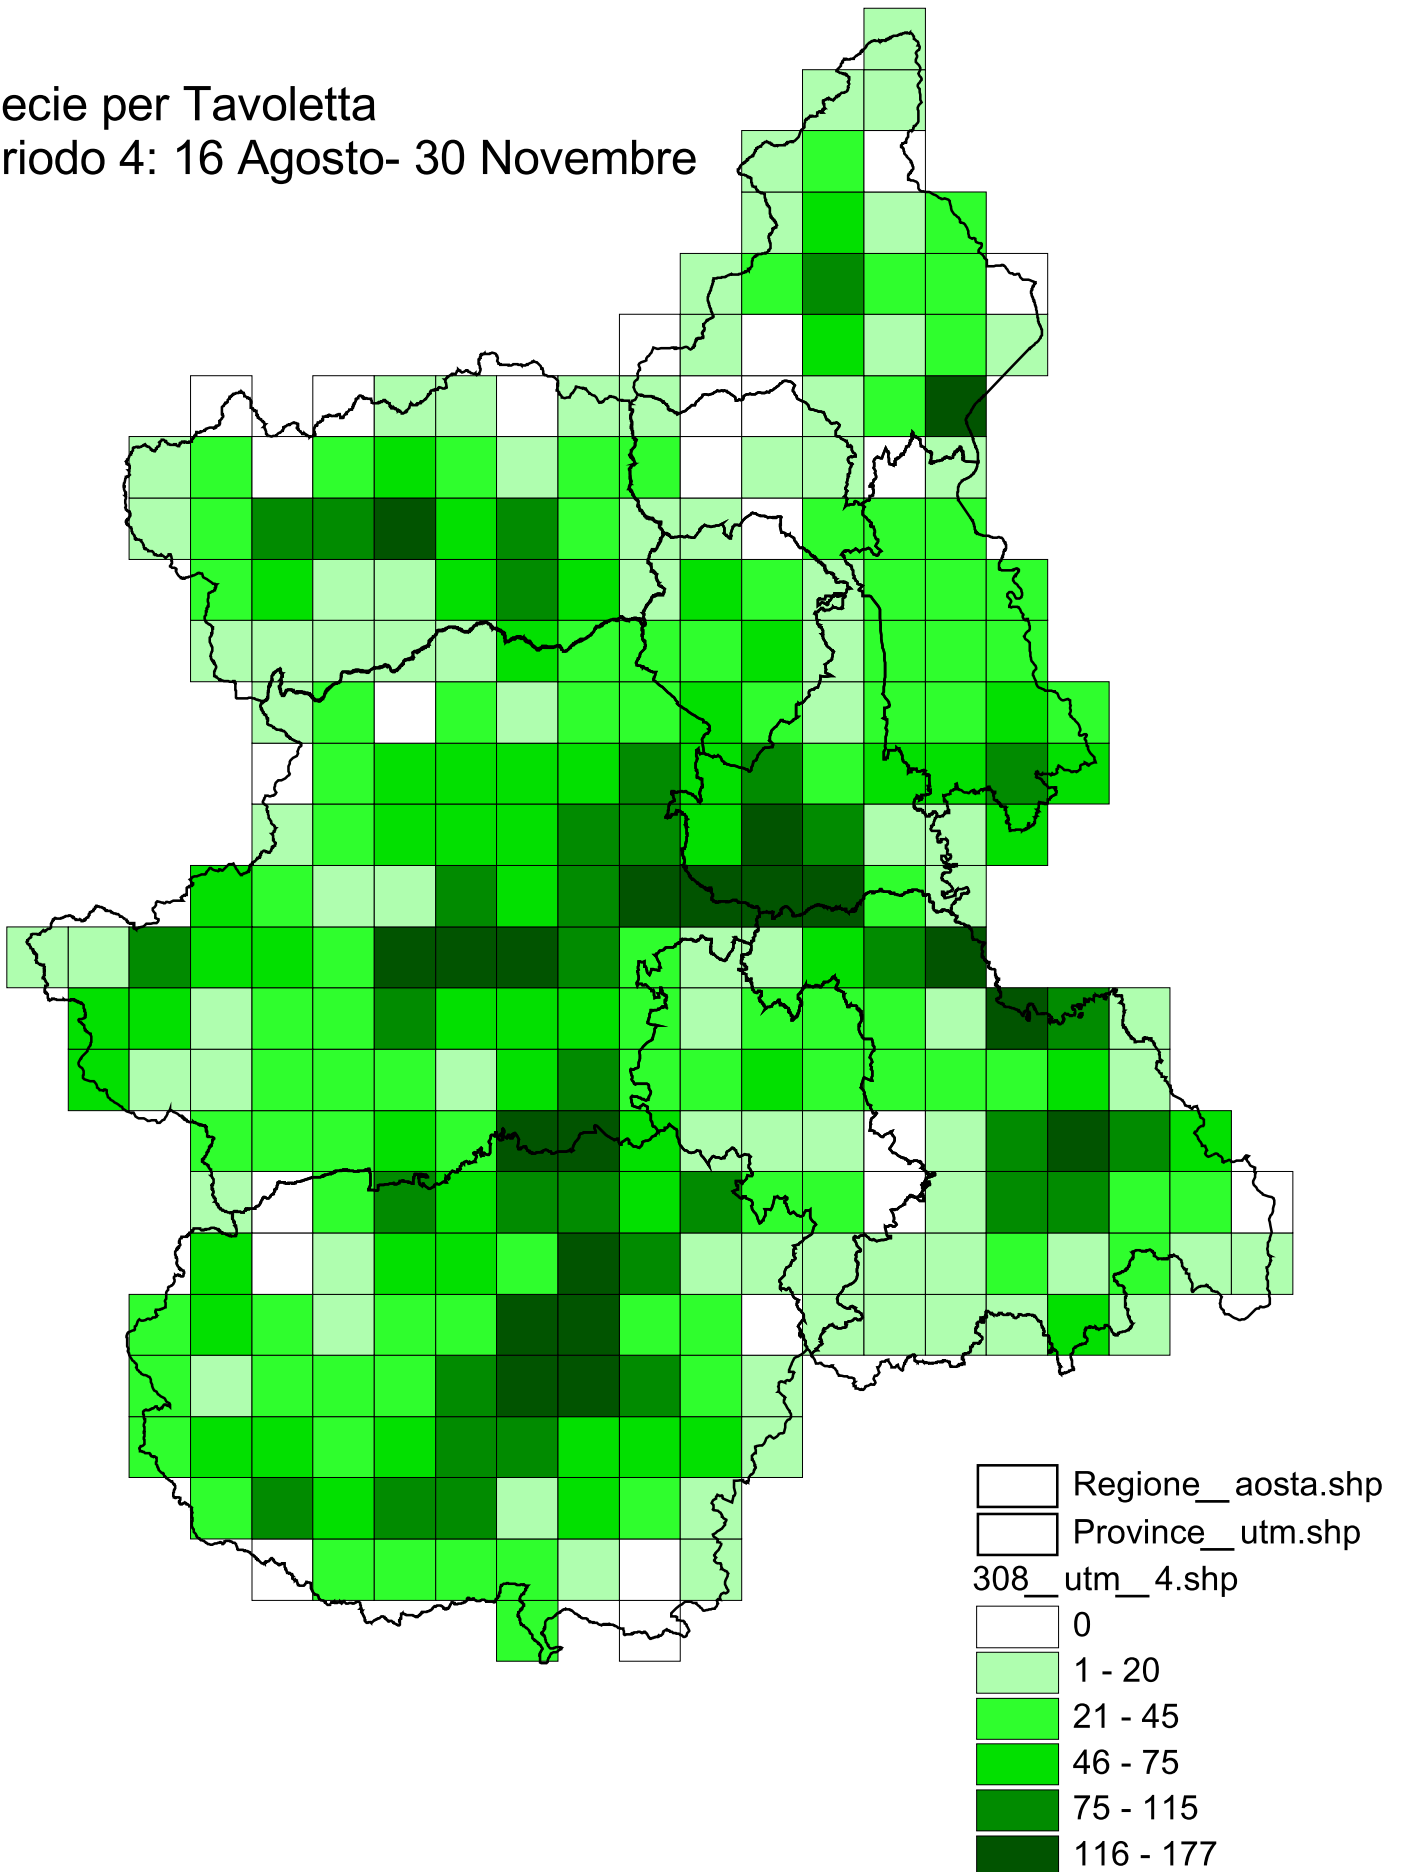 ecie per Tavoletta
riodo 4: 16 Agosto- 30 Novembre
Regione__aosta.shp
Province__utm.shp
308__utm__4.shp
0
1 - 20
21 - 45
46 - 75
75 - 115
116 - 177